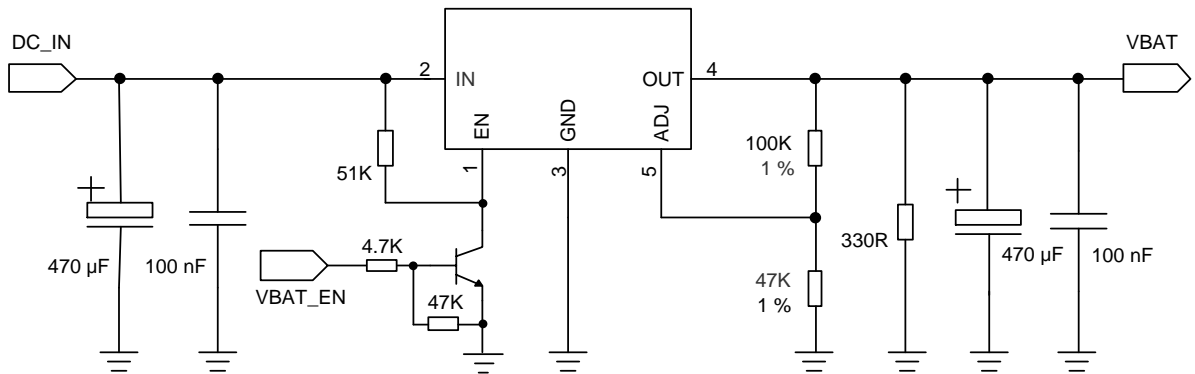 DC_IN
VBAT
2
IN
OUT
4
EN
GND
ADJ
1
3
5
51K
100K
1 %
470 µF
100 nF
VBAT_EN
4.7K
47K
47K
1 %
330R
470 µF
100 nF